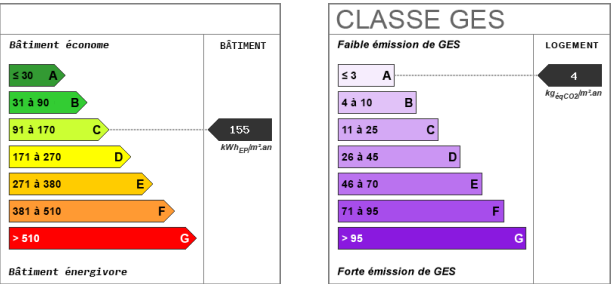 Bâtiment économe
BÂTIMENT
≤ 30 A
31 à 90 B
91 à 170 C
155
kWhEP/m².an
171 à 270 D
271 à 380 E
381 à 510 F
> 510 G
Bâtiment énergivore
CLASSE GES
Faible émission de GES
LOGEMENT
≤ 3 A
4
kgéqCO2/m².an
4 à 10 B
11 à 25 C
26 à 45 D
46 à 70 E
71 à 95 F
> 95 G
Forte émission de GES